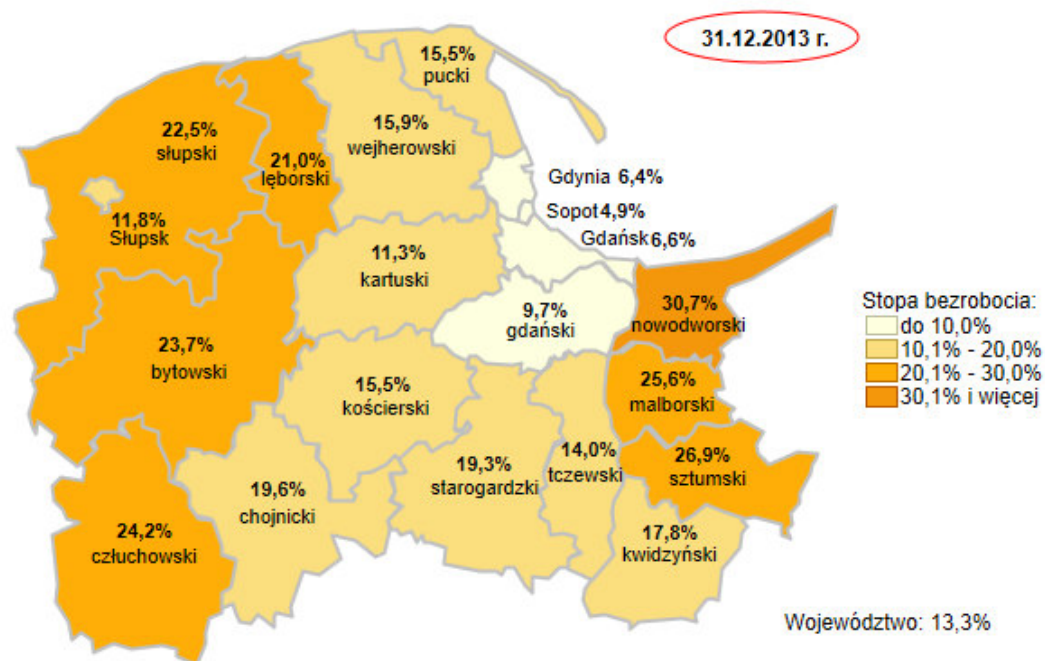 31.12.2013 r.
15,5%
pucki
22,5%
słupski
15,9%
wejherowski
21,0%
lęborski
Gdynia 6,4%
Sopot 4,9%
Gdańsk 6,6%
11,8%
Słupsk
11,3%
kartuski
9,7%
gdański
30,7%
nowodworski
Stopa bezrobocia:
do 10,0%
10,1% - 20,0%
20,1% - 30,0%
30,1% i więcej
23,7%
bytowski
15,5%
kościerski
25,6%
malborski
14,0%
tczewski
19,3%
starogardzki
26,9%
sztumski
19,6%
chojnicki
24,2%
człuchowski
17,8%
kwidzyński
Województwo: 13,3%